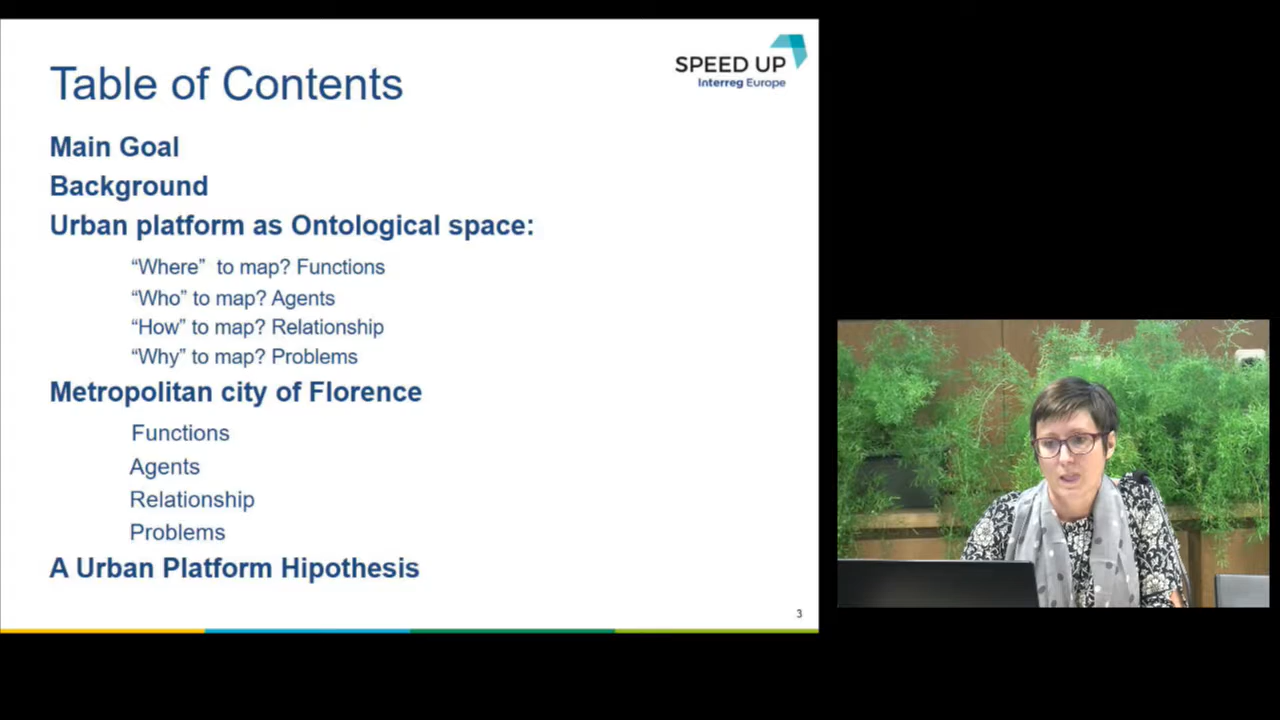 SPEED UP
Interreg Europe
Table of Contents
Main Goal
Background
Urban platform as Ontological space:
“Where”  to map? Functions
“Who” to map? Agents
“How” to map? Relationship
“Why” to map? Problems
Metropolitan city of Florence
Functions
Agents
Relationship
Problems
A Urban Platform Hipothesis
3